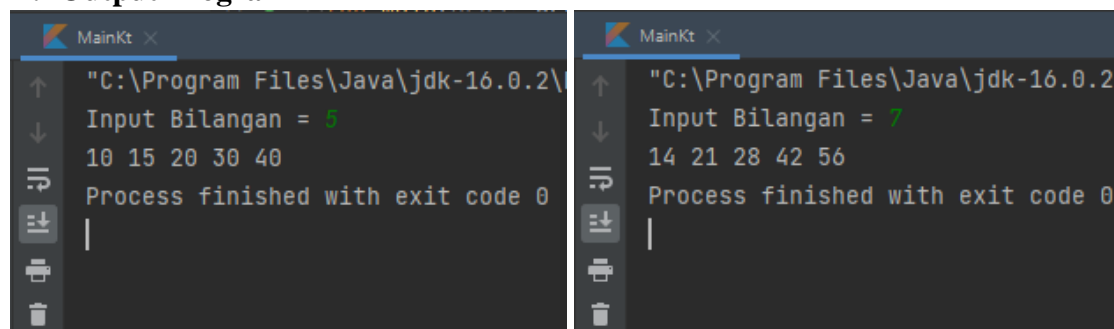 MainKt
"C:\Program Files\Java\jdk-16.0.2\
Input Bilangan = 5
10 15 20 30 40
Process finished with exit code 0
MainKt
"C:\Program Files\Java\jdk-16.0.2
Input Bilangan = 7
14 21 28 42 56
Process finished with exit code 0